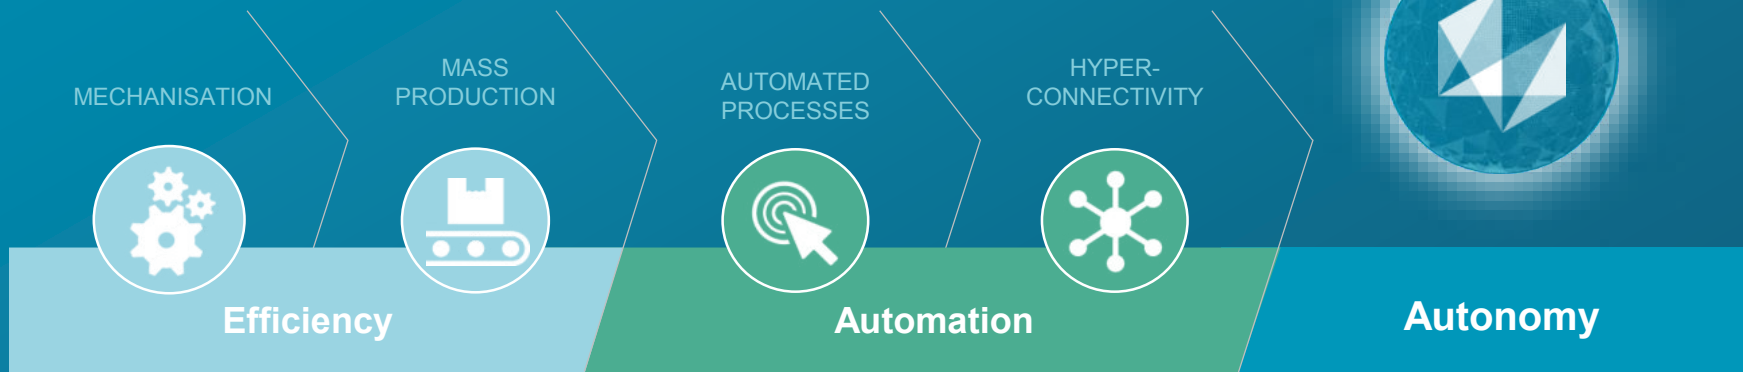 MECHANISATION
MASS
PRODUCTION
AUTOMATED
PROCESSES
HYPER-
CONNECTIVITY
Efficiency
Automation
Autonomy